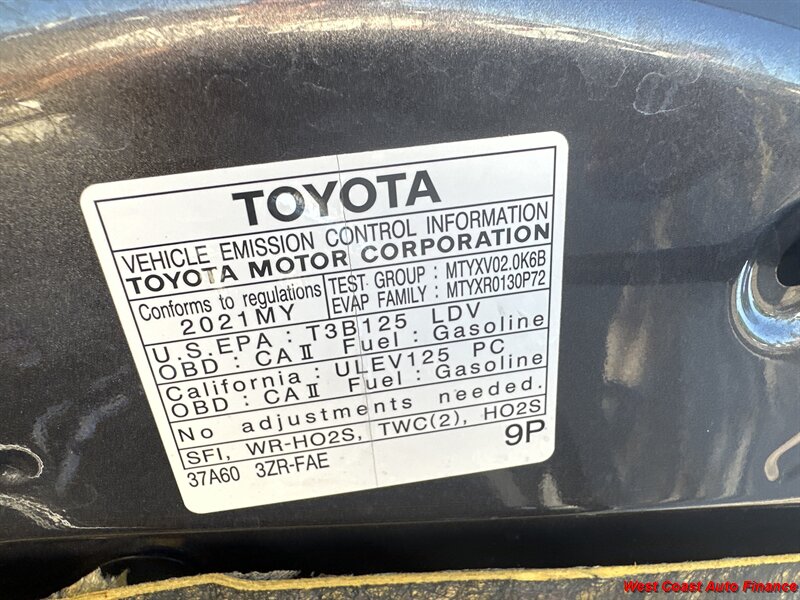 TOYOTA
VEHICLE EMISSION CONTROL INFORMATION
TOYOTA MOTOR CORPORATION
Conforms to regulations
2021MY
TEST GROUP : MTYXV02.0K6B
EVAP FAMILY : MTYXR0130P72
U.S.EPA : T3B125 LDV
OBD : CAⅡ Fuel : Gasoline
California : ULEV125 PC
OBD : CAⅡ Fuel : Gasoline
No adjustments needed.
SFI, WR-HO2S, TWC(2), HO2S
37A60 3ZR-FAE
9P
West Coast Auto Finance